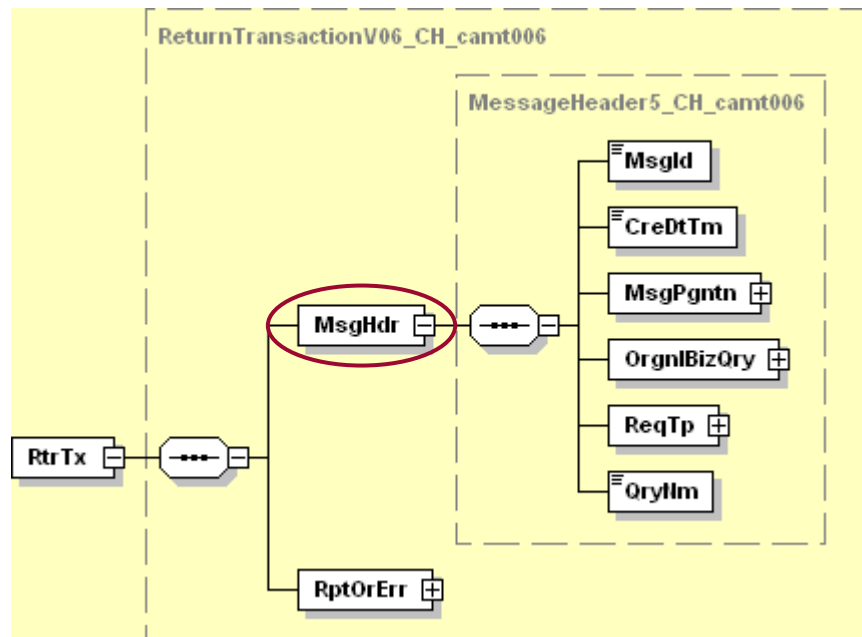 ReturnTransactionV06_CH_camt006
MessageHeader5_CH_camt006
MsgId
CreDtTm
MsgPgntn
MsgHdr
OrgnlBizQry
ReqTp
RtrTx
QryNm
RptOrErr